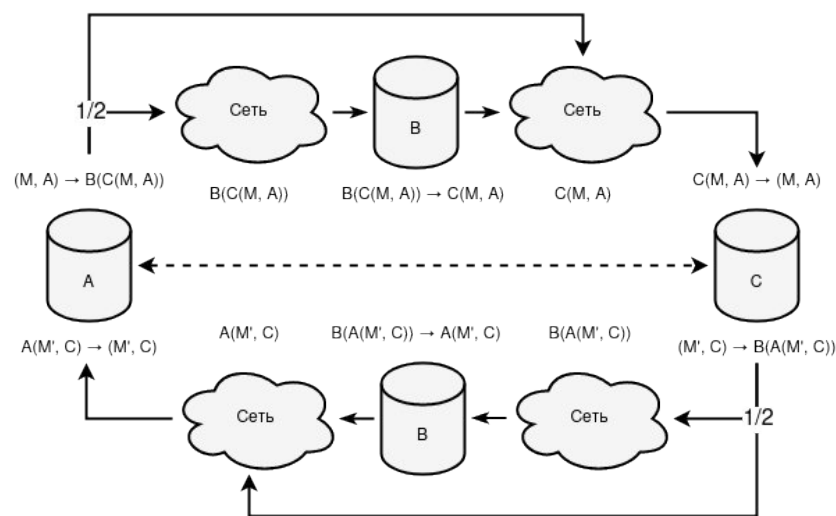 1/2
Сеть
B
Сеть
(M, A) → B(C(M, A))
B(C(M, A))
B(C(M, A)) → C(M, A)
C(M, A)
C(M, A) → (M, A)
A
C
A(M', C) → (M', C)
A(M', C)
B(A(M', C)) → A(M', C)
B(A(M', C))
(M', C) → B(A(M', C))
Сеть
B
Сеть
1/2